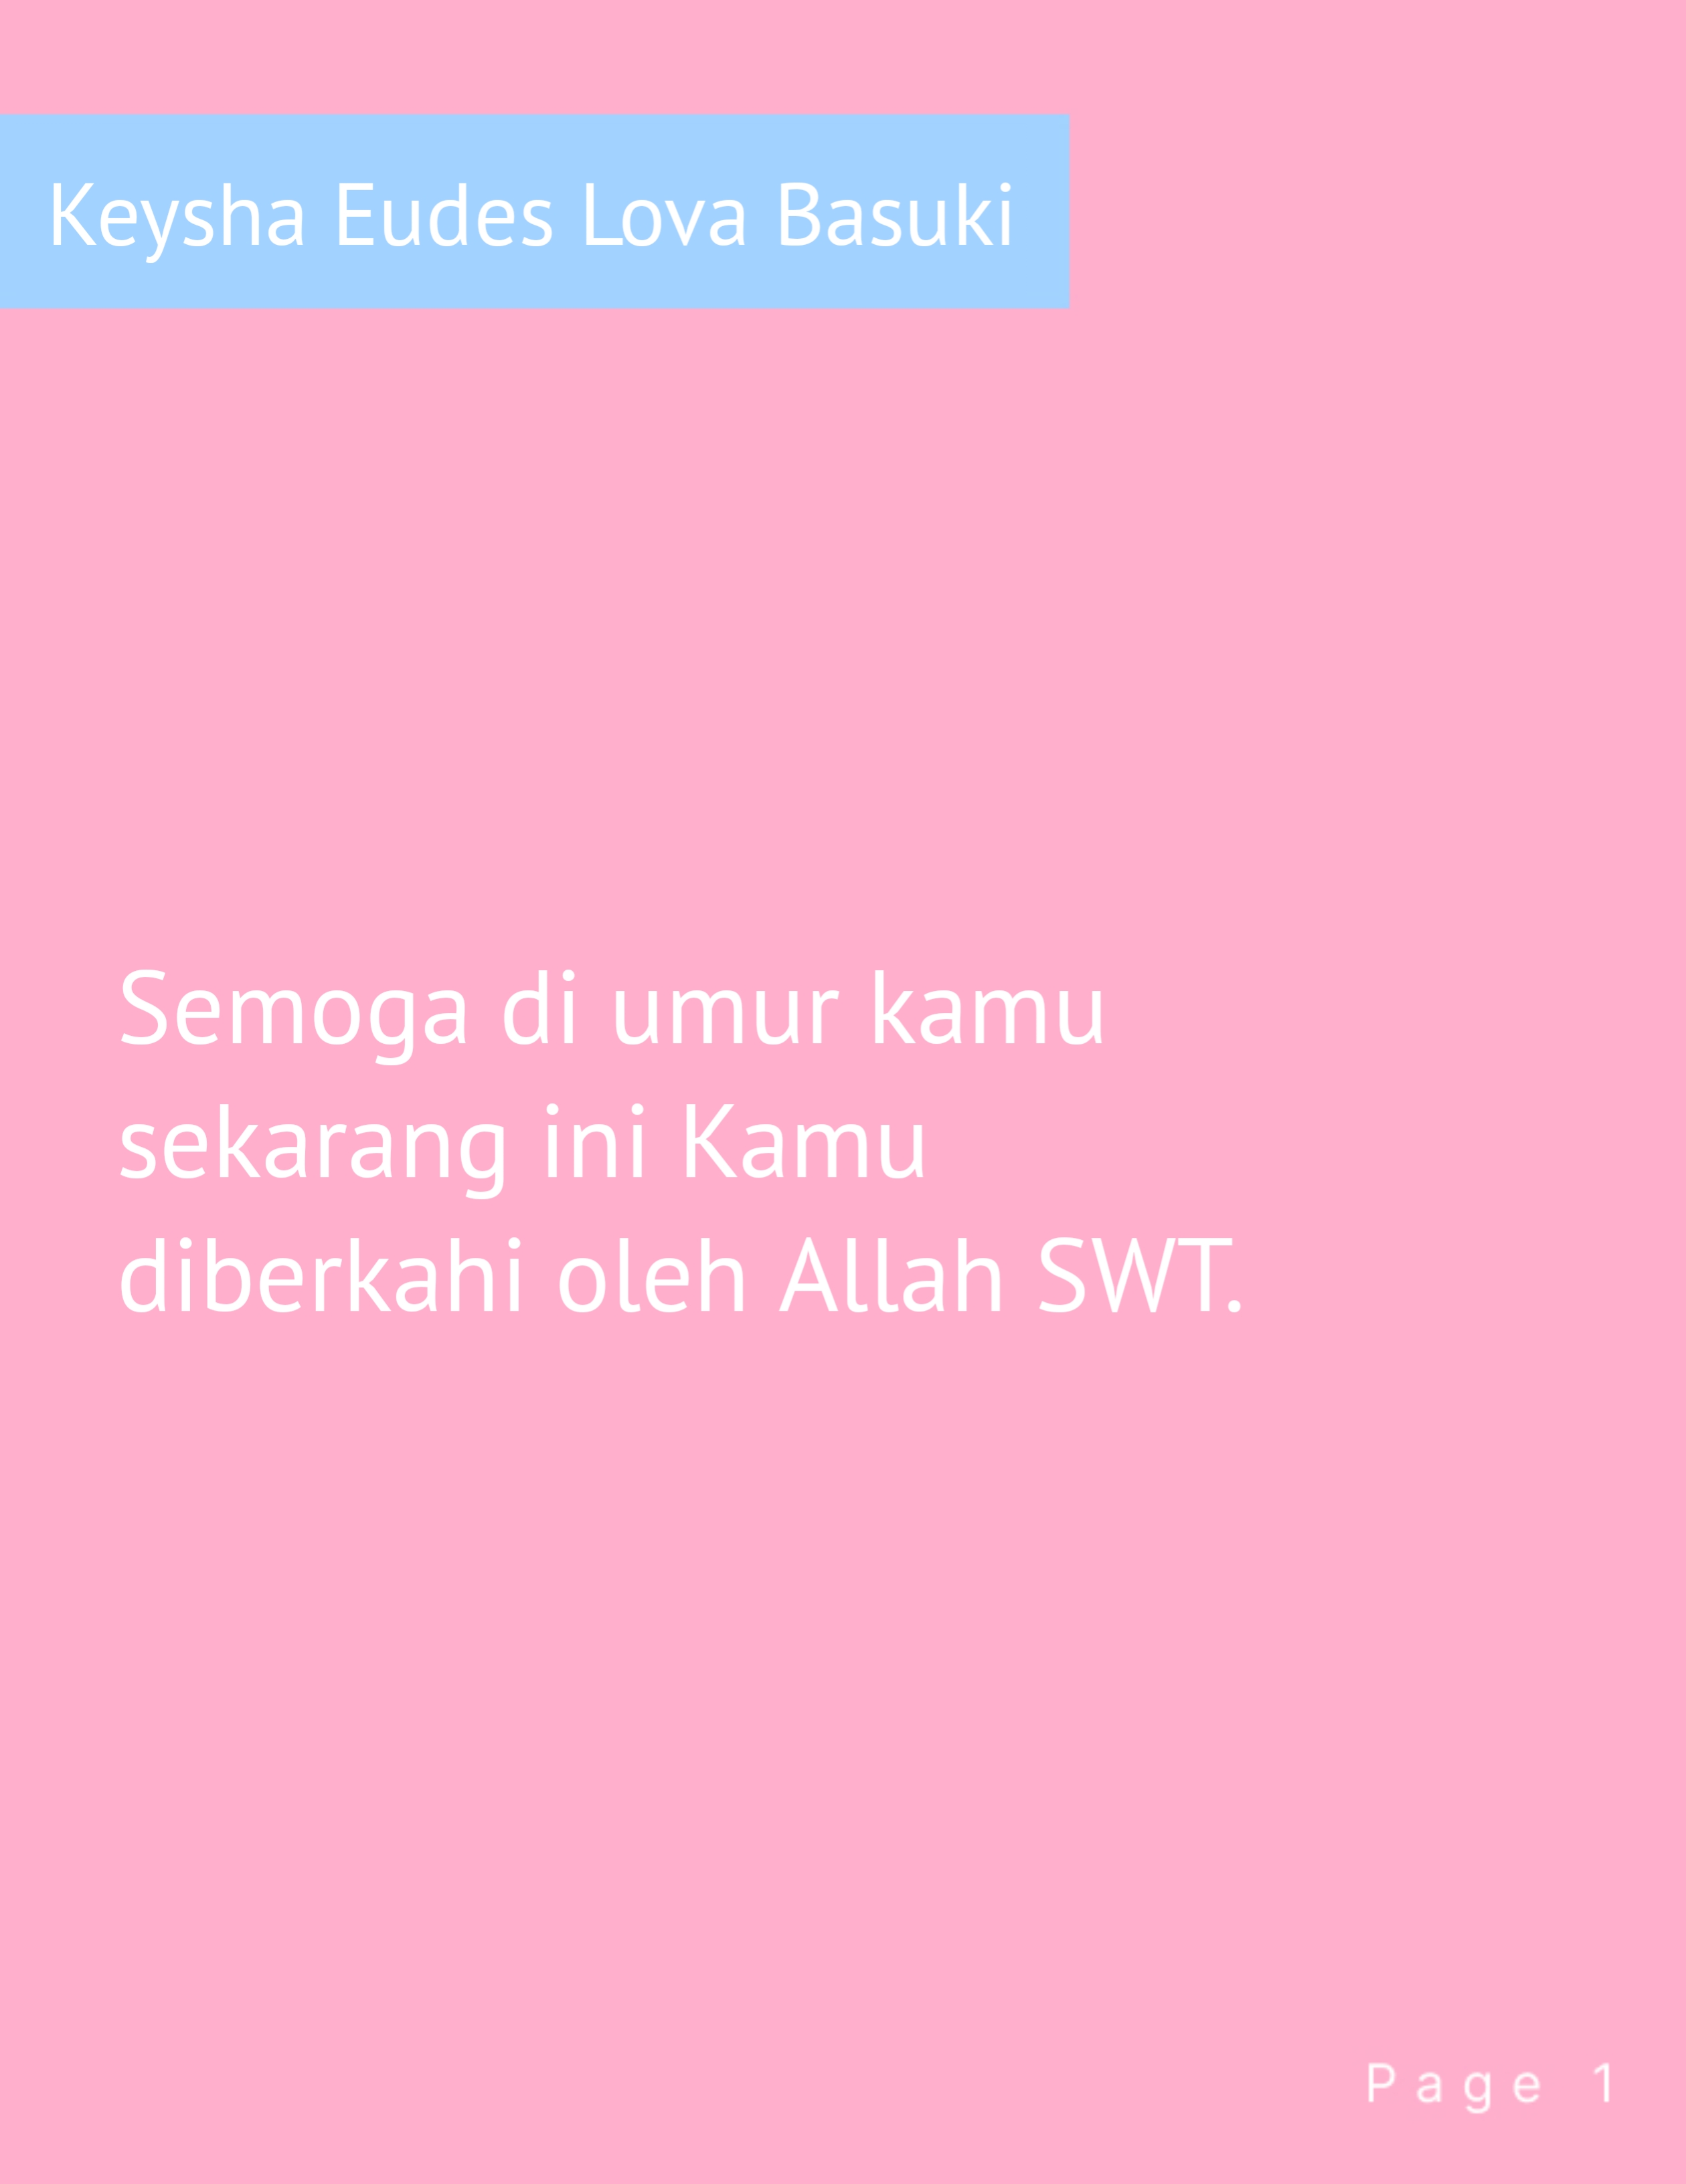 Keysha Eudes Lova Basuki
Semoga di umur kamu
sekarang ini Kamu
diberkahi oleh Allah SWT.
Page 1